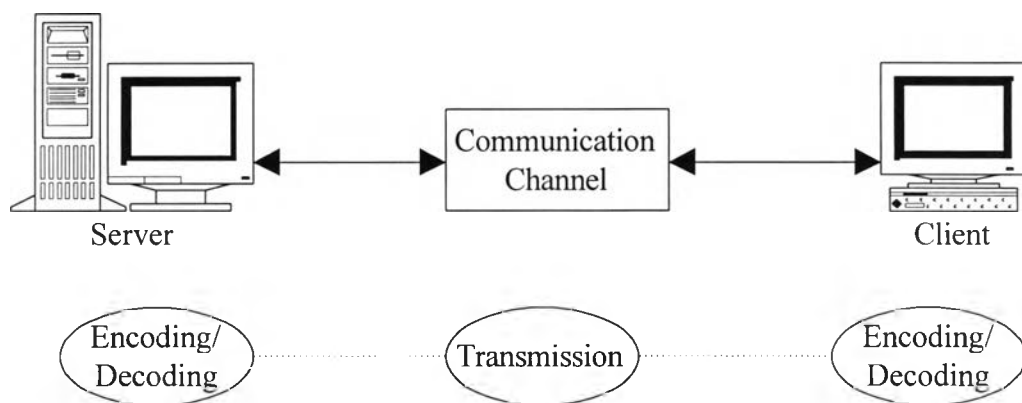 Communication
Channel
Server
Client
Encoding/
Decoding
Transmission
Encoding/
Decoding